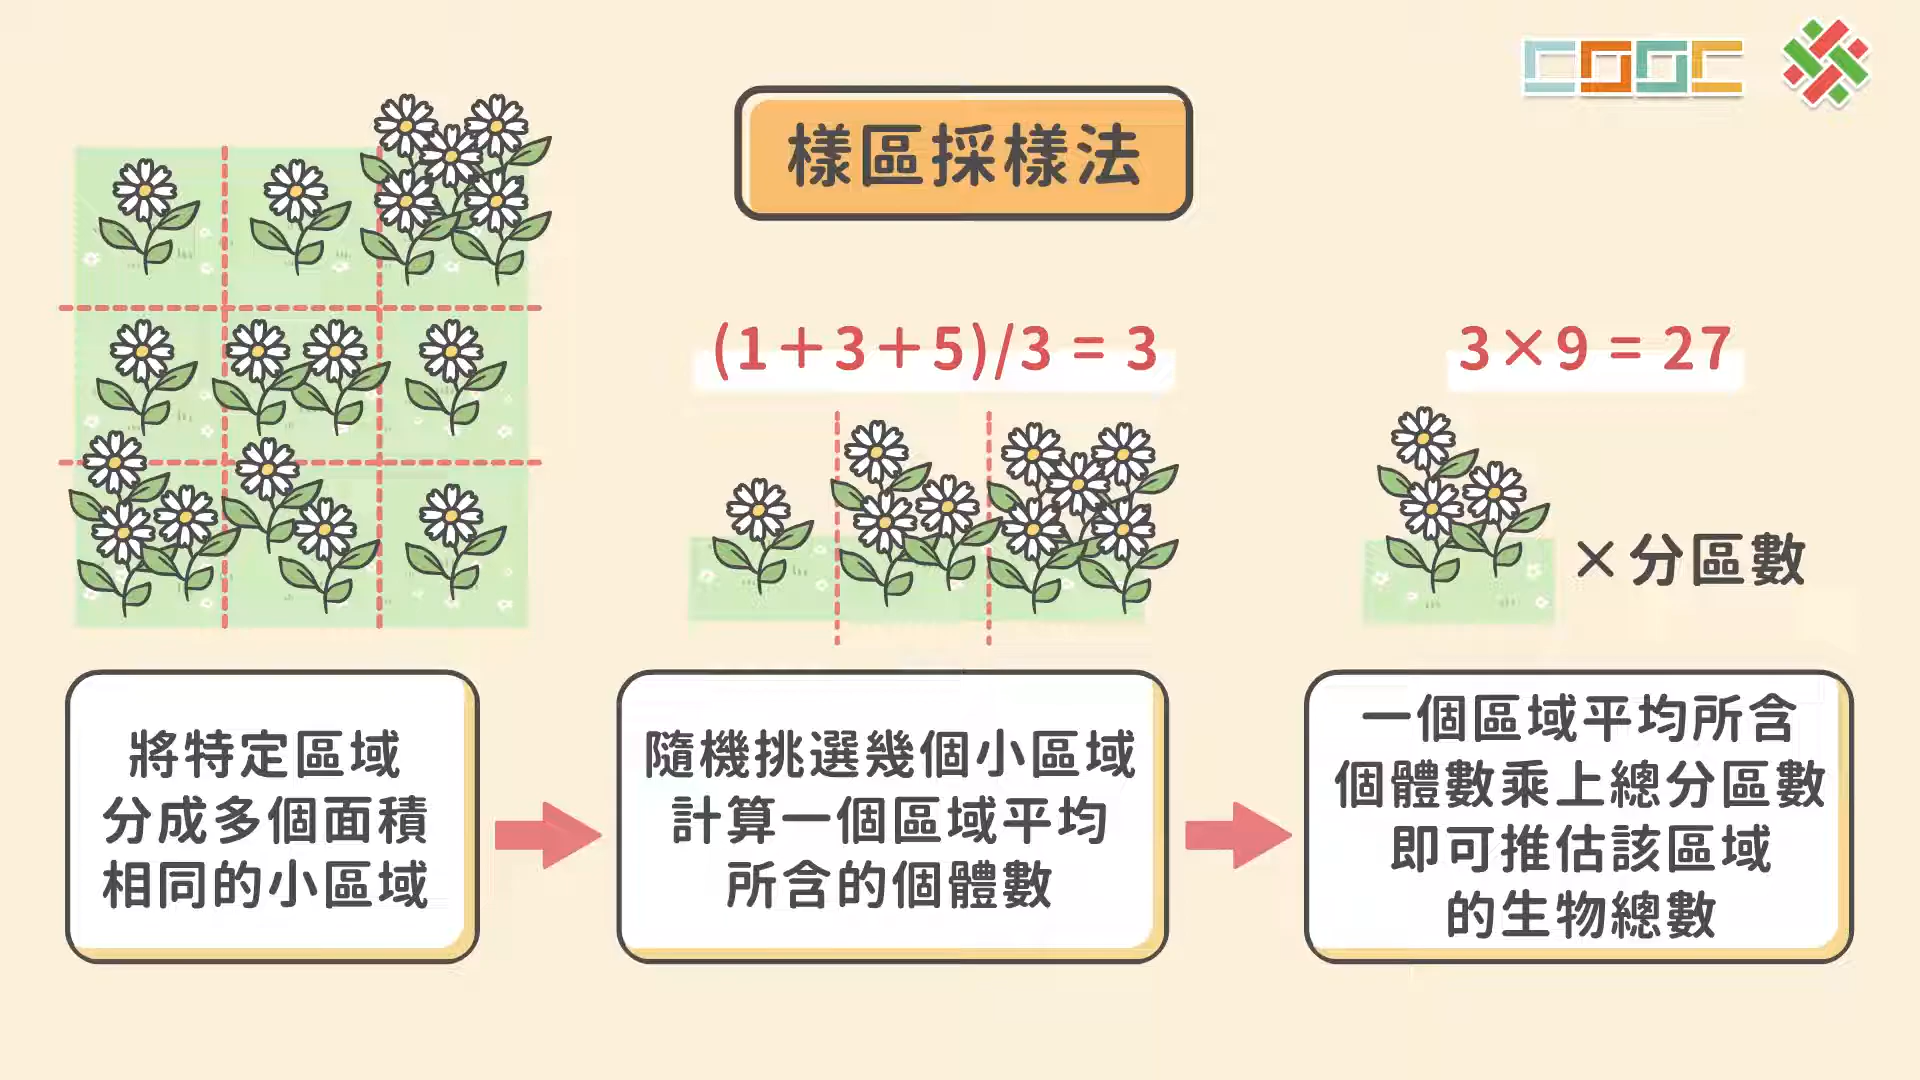 COOC
樣區採樣法
(1+3+5)/3 = 3
3×9 = 27
×分區數
將特定區域
分成多個面積
相同的小區域
隨機挑選幾個小區域
計算一個區域平均
所含的個體數
一個區域平均所含
個體數乘上總分區數
即可推估該區域
的生物總數